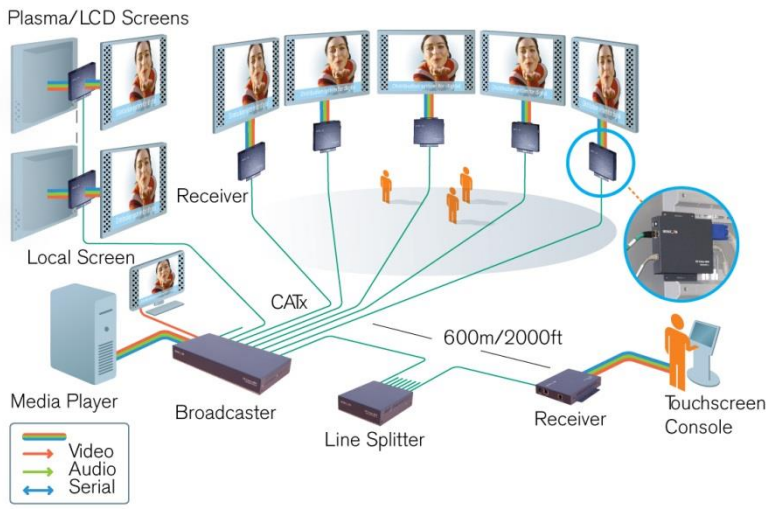 Plasma/LCD Screens
Receiver
Local Screen
CATx
600m/2000ft
Media Player
Broadcaster
Line Splitter
Receiver
Touchscreen
Console
Video
Audio
Serial